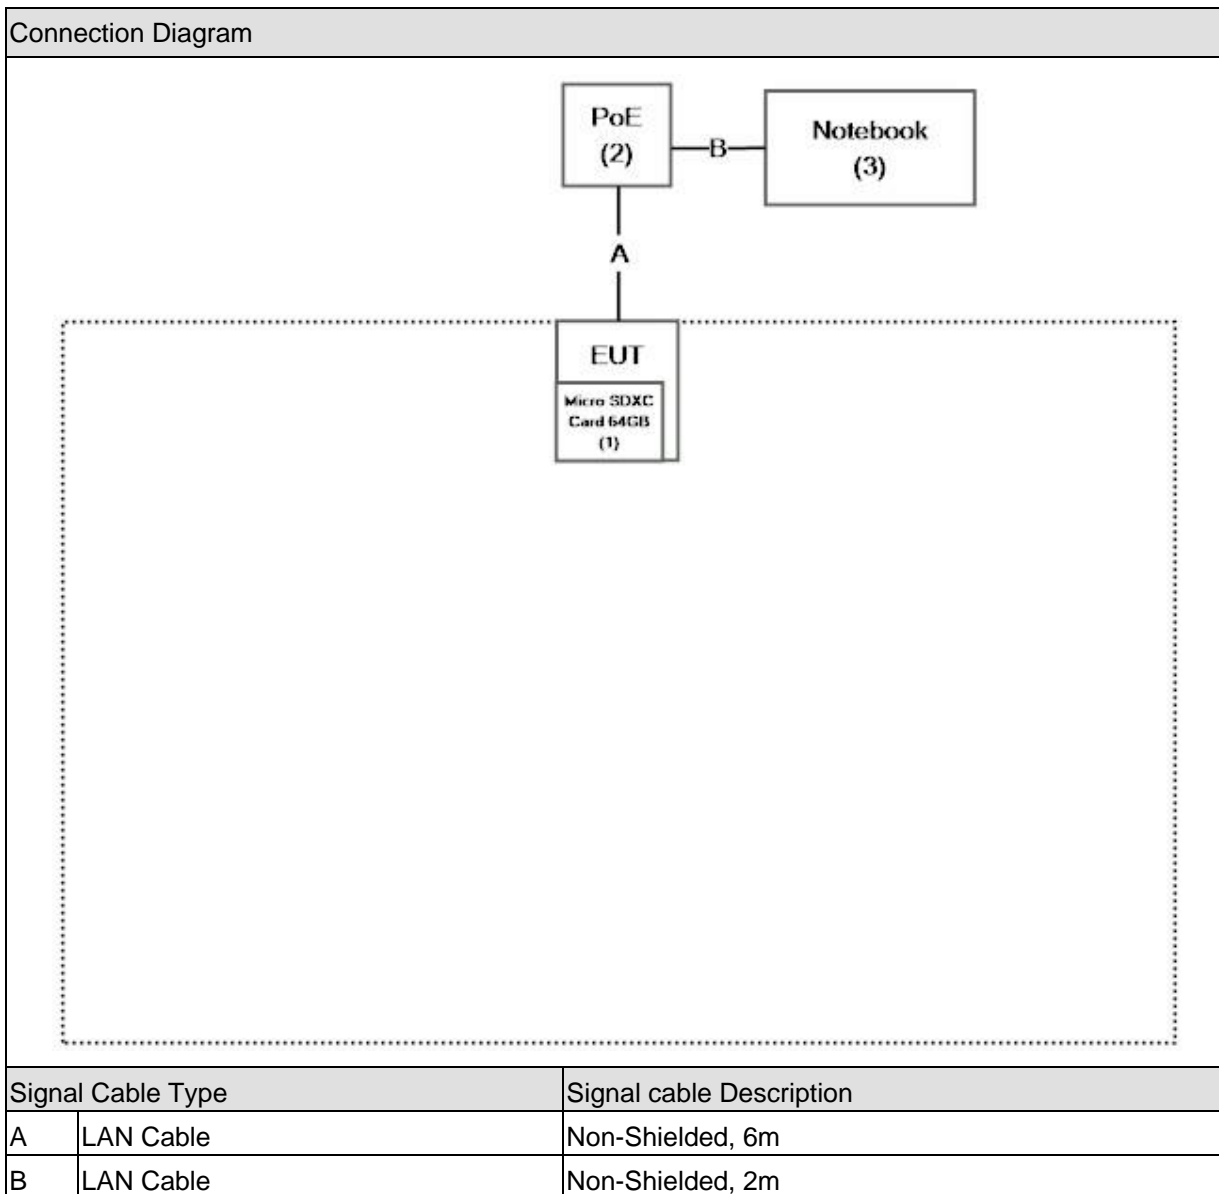 Connection Diagram
PoE
(2)
B
Notebook
(3)
A
EUT
Micro SDXC
Card 64GB
(1)
Signal Cable Type Signal cable Description
A LAN Cable Non-Shielded, 6m
B LAN Cable Non-Shielded, 2m